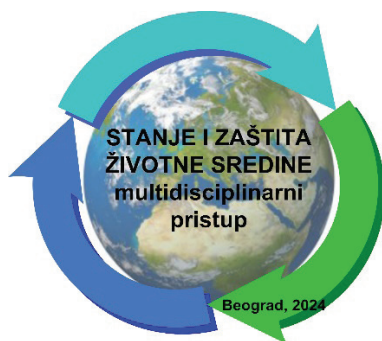 STANJE I ZAŠTITA
ŽIVOTNE SREDINE
multidisciplinarni
pristup
Beograd, 2024